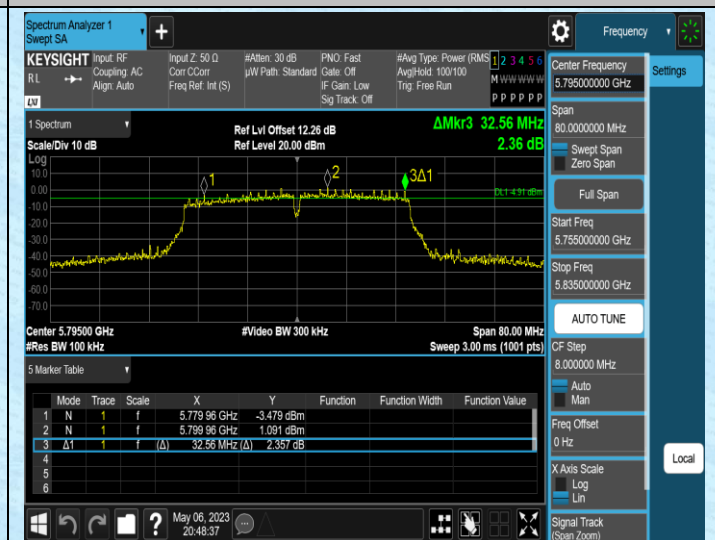 Spectrum Analyzer 1
Swept SA
+
Frequency
KEYSIGHT
Input: RF
Coupling: AC
Align: Auto
Input Z: 50 Ω
Corr CCorr
Freq Ref: Int (S)
#Atten: 30 dB
µW Path: Standard
PNO: Fast
Gate: Off
IF Gain: Low
Sig Track: Off
#Avg Type: Power (RMS
Avg|Hold: 100/100
Trig: Free Run
1 2 3 4 5 6
M W W W W W
P P P P P P
R L
LXI
1 Spectrum
Scale/Div 10 dB
Ref Lvl Offset 12.26 dB
Ref Level 20.00 dBm
ΔMkr3 32.56 MHz
2.36 dB
Log
10.0
0.00
-10.0
-20.0
-30.0
-40.0
-50.0
-60.0
-70.0
1
2
3Δ1
DL1 -4.91 dBm
Center 5.79500 GHz
#Res BW 100 kHz
#Video BW 300 kHz
Span 80.00 MHz
Sweep 3.00 ms (1001 pts)
5 Marker Table
Mode Trace Scale X Y Function Function Width Function Value
1 N 1 f 5.779 96 GHz -3.479 dBm
2 N 1 f 5.799 96 GHz 1.091 dBm
3 Δ1 1 f (Δ) 32.56 MHz (Δ) 2.357 dB
4
5
6
Center Frequency
5.795000000 GHz
Settings
Span
80.0000000 MHz
Swept Span
Zero Span
Full Span
Start Freq
5.755000000 GHz
Stop Freq
5.835000000 GHz
AUTO TUNE
CF Step
8.000000 MHz
Auto
Man
Freq Offset
0 Hz
X Axis Scale
Log
Lin
Local
Signal Track
(Span Zoom)
?
May 06, 2023
20:48:37